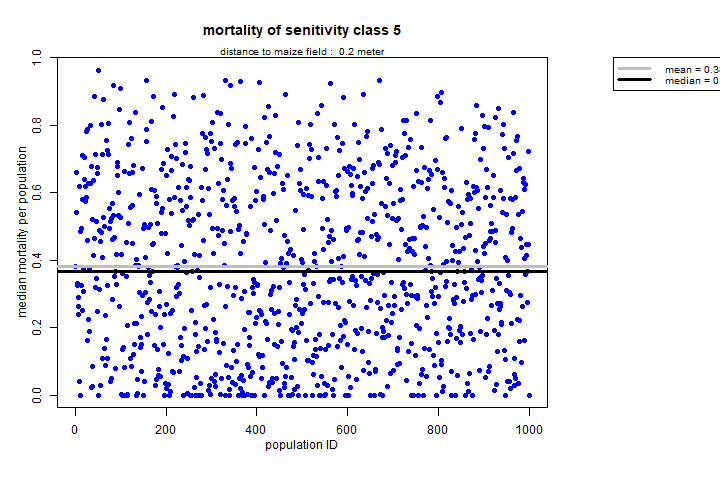 mortality of senitivity class 5
distance to maize field :  0.2 meter
mean = 0.38
median = 0
median mortality per population
1.0
0.8
0.6
0.4
0.2
0.0
0 200 400 600 800 1000
population ID